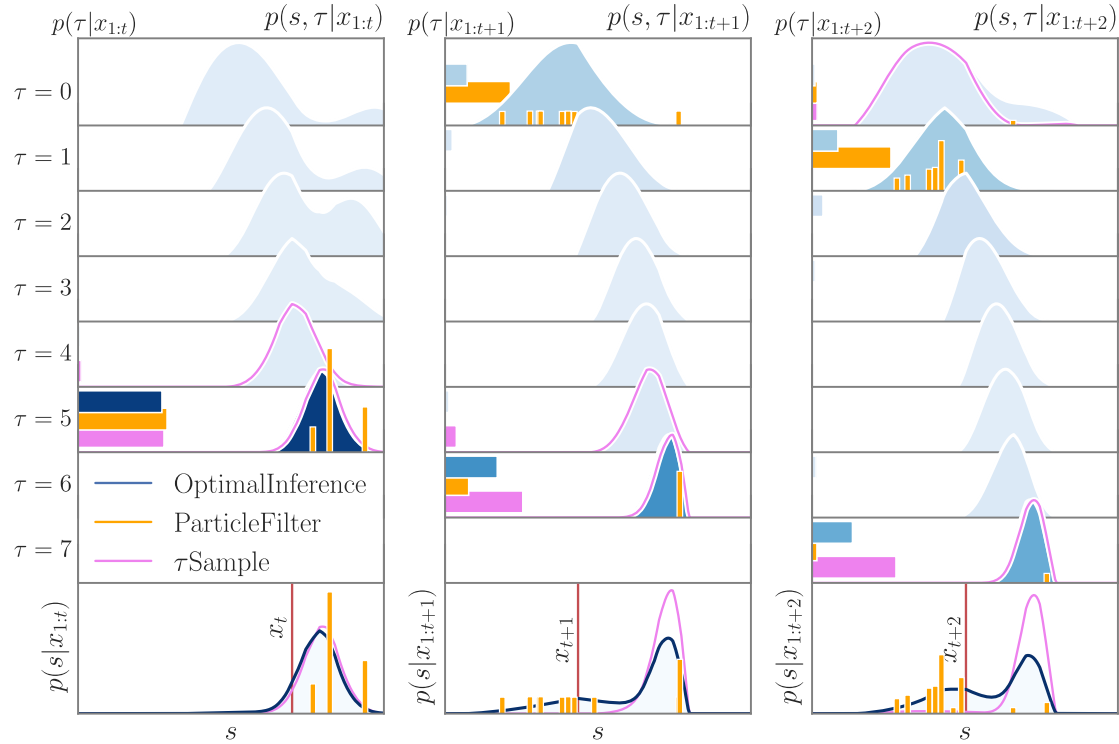 p(τ|x₁:t) p(s, τ|x₁:t) p(τ|x₁:t+1) p(s, τ|x₁:t+1) p(τ|x₁:t+2) p(s, τ|x₁:t+2)
τ = 0
τ = 1
τ = 2
τ = 3
τ = 4
τ = 5
τ = 6
τ = 7
OptimalInference
ParticleFilter
τSample
p(s|x₁:t)
xₜ
s
p(s|x₁:t+1)
xₜ₊₁
s
p(s|x₁:t+2)
xₜ₊₂
s